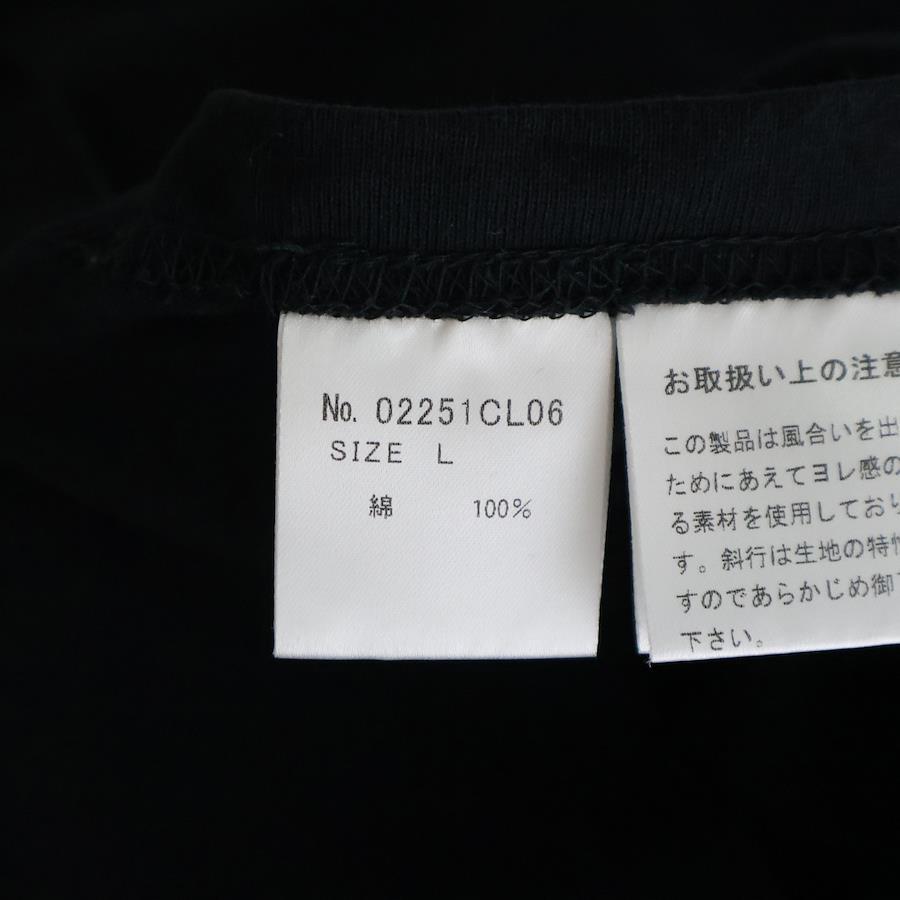 No. 02251CL06
SIZE L
綿 100%
お取扱い上の注意
この製品は風合いを出
ためにあえてヨレ感の
る素材を使用しており
す。斜行は生地の特性
すのであらかじめ御了
下さい。